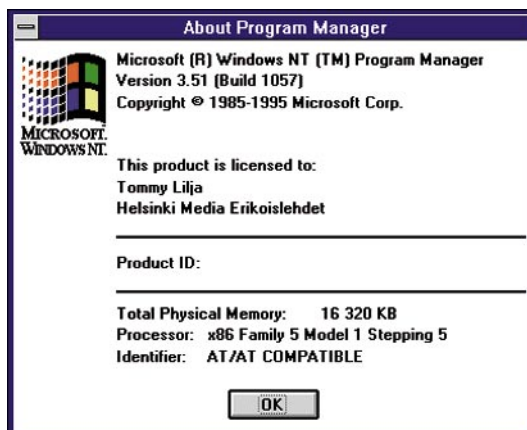 About Program Manager
MICROSOFT.
WINDOWS NT.
Microsoft (R) Windows NT (TM) Program Manager
Version 3.51 (Build 1057)
Copyright © 1985-1995 Microsoft Corp.
This product is licensed to:
Tommy Lilja
Helsinki Media Erikoislehdet
Product ID:
Total Physical Memory: 16 320 KB
Processor: x86 Family 5 Model 1 Stepping 5
Identifier: AT/AT COMPATIBLE
OK